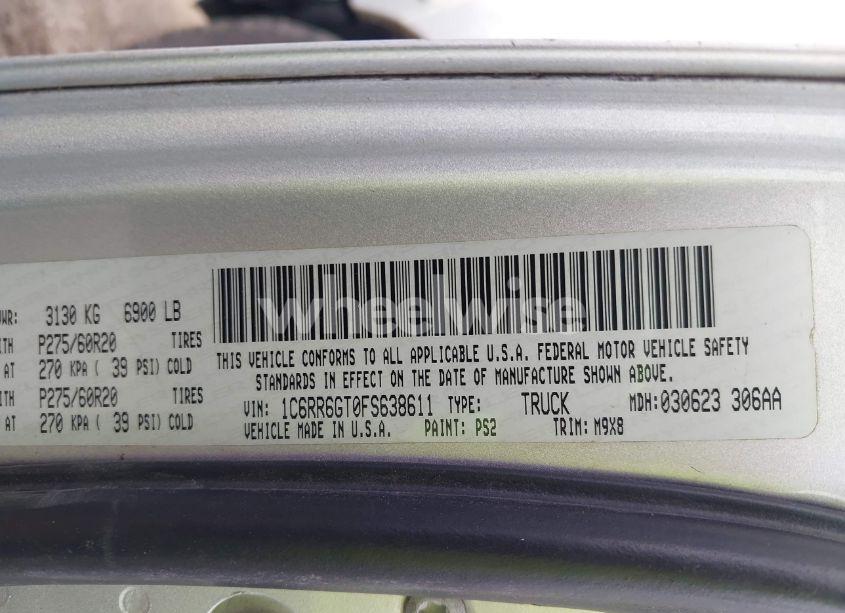 WR: 3130 KG 6900 LB
ITH P275/60R20 TIRES
AT 270 KPA ( 39 PSI) COLD
ITH P275/60R20 TIRES
AT 270 KPA ( 39 PSI) COLD
wheelwise
THIS VEHICLE CONFORMS TO ALL APPLICABLE U.S.A. FEDERAL MOTOR VEHICLE SAFETY
STANDARDS IN EFFECT ON THE DATE OF MANUFACTURE SHOWN ABOVE.
VIN: 1C6RR6GT0FS638611 TYPE: TRUCK MDH:030623 306AA
VEHICLE MADE IN U.S.A. PAINT: PS2 TRIM: M9X8